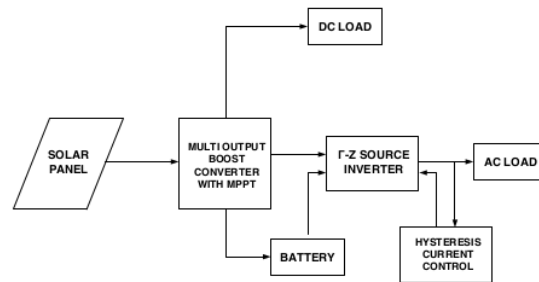 DC LOAD
SOLAR
PANEL
MULTI OUTPUT
BOOST
CONVERTER
WITH MPPT
Γ-Z SOURCE
INVERTER
AC LOAD
BATTERY
HYSTERESIS
CURRENT
CONTROL